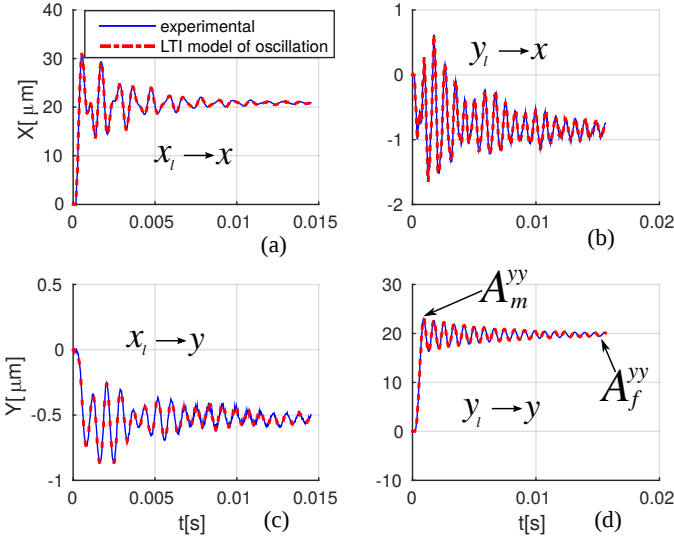 experimental
LTI model of oscillation
X[ μm]
40
30
20
10
0
0
0.005
0.01
0.015
x_l → x
(a)
1
0
-1
-2
0
0.01
0.02
y_l → x
(b)
Y[ μm]
0.5
0
-0.5
-1
0
0.005
0.01
0.015
x_l → y
t[s]
(c)
30
20
10
0
-10
0
0.01
0.02
A_m^{yy}
A_f^{yy}
y_l → y
t[s]
(d)